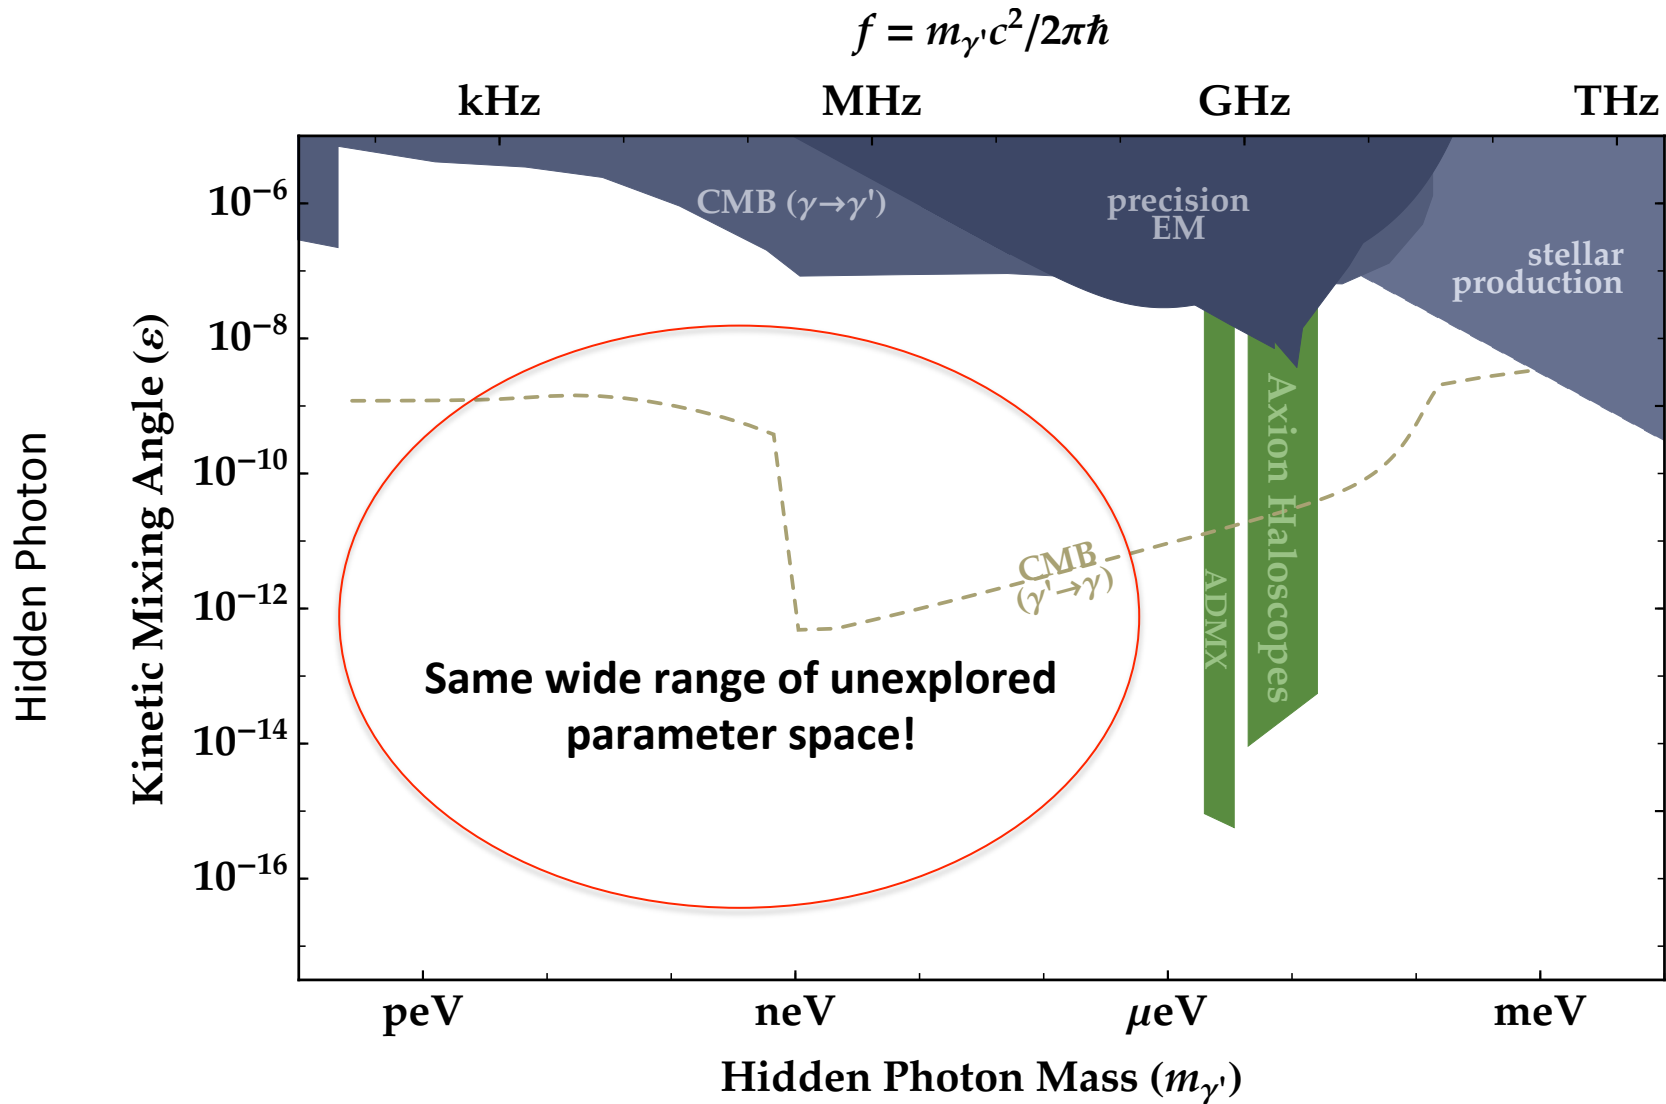 f = m_γ'c²/2πℏ
kHz MHz GHz THz
10⁻⁶
10⁻⁸
10⁻¹⁰
10⁻¹²
10⁻¹⁴
10⁻¹⁶
Hidden Photon
Kinetic Mixing Angle (ε)
CMB (γ→γ')
precision
EM
stellar
production
CMB
(γ'→γ)
ADMX
Axion Haloscopes
Same wide range of unexplored
parameter space!
peV neV μeV meV
Hidden Photon Mass (m_γ')